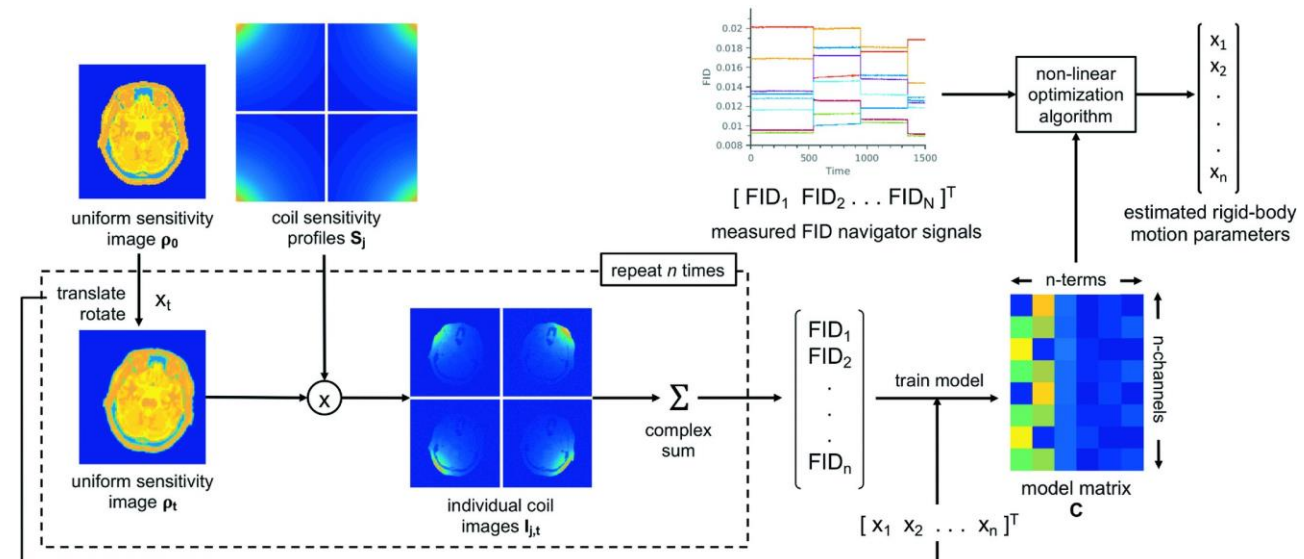 uniform sensitivity
image ρ₀
coil sensitivity
profiles Sⱼ
FID
0.02
0.018
0.016
0.014
0.012
0.01
0.008
0
500
1000
1500
Time
[ FID₁ FID₂ . . . FID_N ]ᵀ
measured FID navigator signals
non-linear
optimization
algorithm
x₁
x₂
.
.
.
xₙ
estimated rigid-body
motion parameters
repeat n times
translate
rotate
xₜ
uniform sensitivity
image ρₜ
x
individual coil
images Iⱼ,ₜ
Σ
complex
sum
FID₁
FID₂
.
.
.
FIDₙ
train model
[ x₁ x₂ . . . xₙ ]ᵀ
n-terms
n-channels
model matrix
C